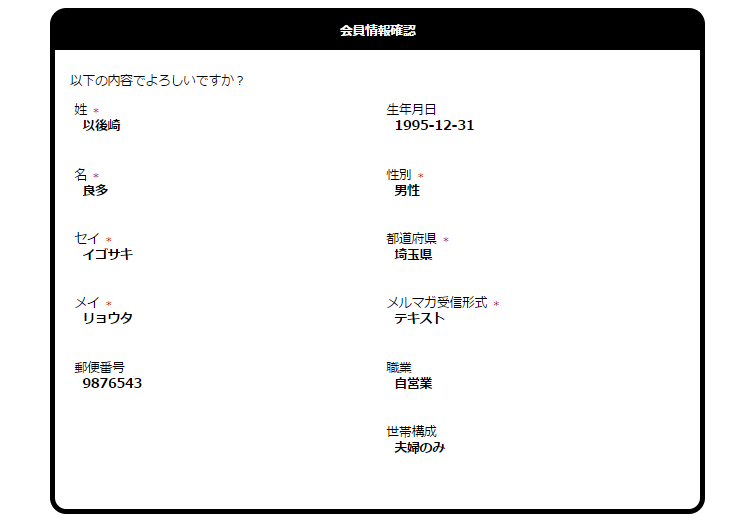 会員情報確認
以下の内容でよろしいですか？
姓 *
以後崎
名 *
良多
セイ *
イゴサキ
メイ *
リョウタ
郵便番号
9876543
生年月日
1995-12-31
性別 *
男性
都道府県 *
埼玉県
メルマガ受信形式 *
テキスト
職業
自営業
世帯構成
夫婦のみ